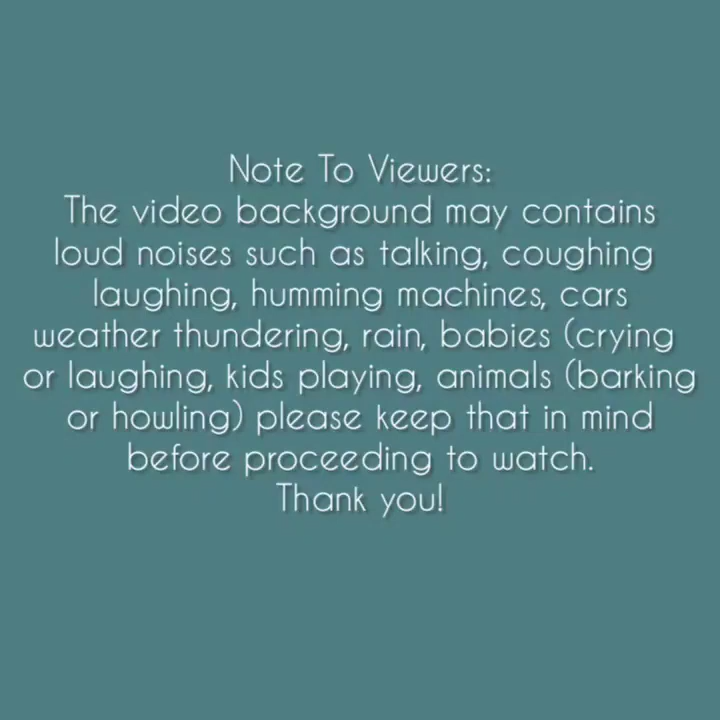 Note To Viewers:
The video background may contains
loud noises such as talking, coughing
laughing, humming machines, cars
weather thundering, rain, babies (crying
or laughing, kids playing, animals (barking
or howling) please keep that in mind
before proceeding to watch.
Thank you!